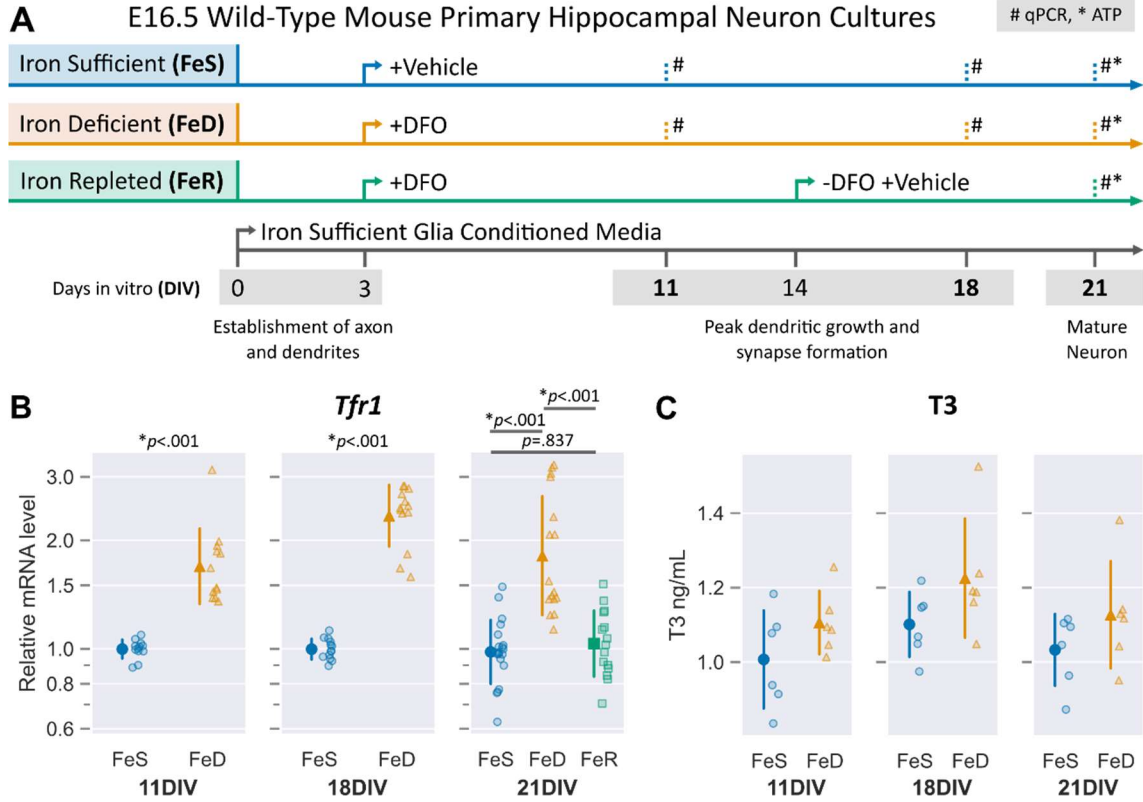 A
E16.5 Wild-Type Mouse Primary Hippocampal Neuron Cultures
# qPCR, * ATP
Iron Sufficient (FeS)
+Vehicle
#
#
#*
Iron Deficient (FeD)
+DFO
#
#
#*
Iron Repleted (FeR)
+DFO
-DFO +Vehicle
#*
Iron Sufficient Glia Conditioned Media
Days in vitro (DIV)
0
3
11
14
18
21
Establishment of axon
and dendrites
Peak dendritic growth and
synapse formation
Mature
Neuron
B
Tfr1
*p<.001
*p<.001
*p<.001
*p<.001
p=.837
Relative mRNA level
3.0
2.0
1.5
1.0
0.8
0.6
FeS FeD
11DIV
FeS FeD
18DIV
FeS FeD FeR
21DIV
C
T3
T3 ng/mL
1.4
1.2
1.0
FeS FeD
11DIV
FeS FeD
18DIV
FeS FeD
21DIV